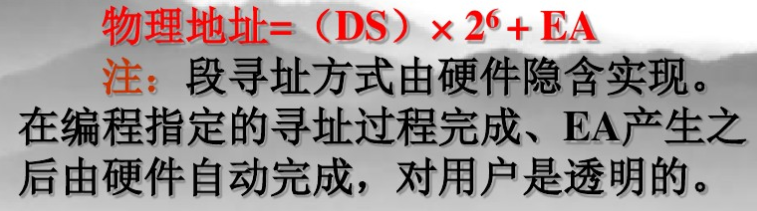 物理地址=（DS）× 2⁶ + EA
注：段寻址方式由硬件隐含实现。
在编程指定的寻址过程完成、EA产生之
后由硬件自动完成，对用户是透明的。